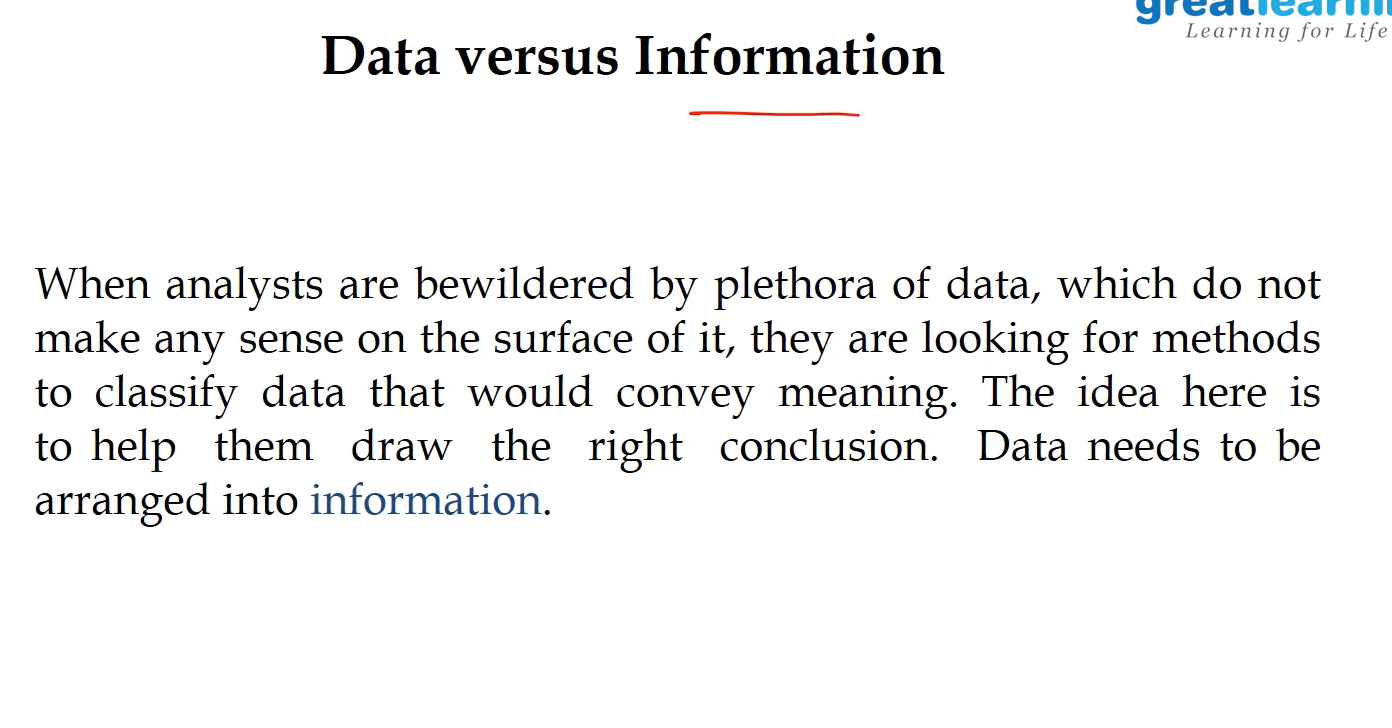 greatlearni
Learning for Life
Data versus Information
When analysts are bewildered by plethora of data, which do not
make any sense on the surface of it, they are looking for methods
to classify data that would convey meaning. The idea here is
to help them draw the right conclusion. Data needs to be
arranged into information.